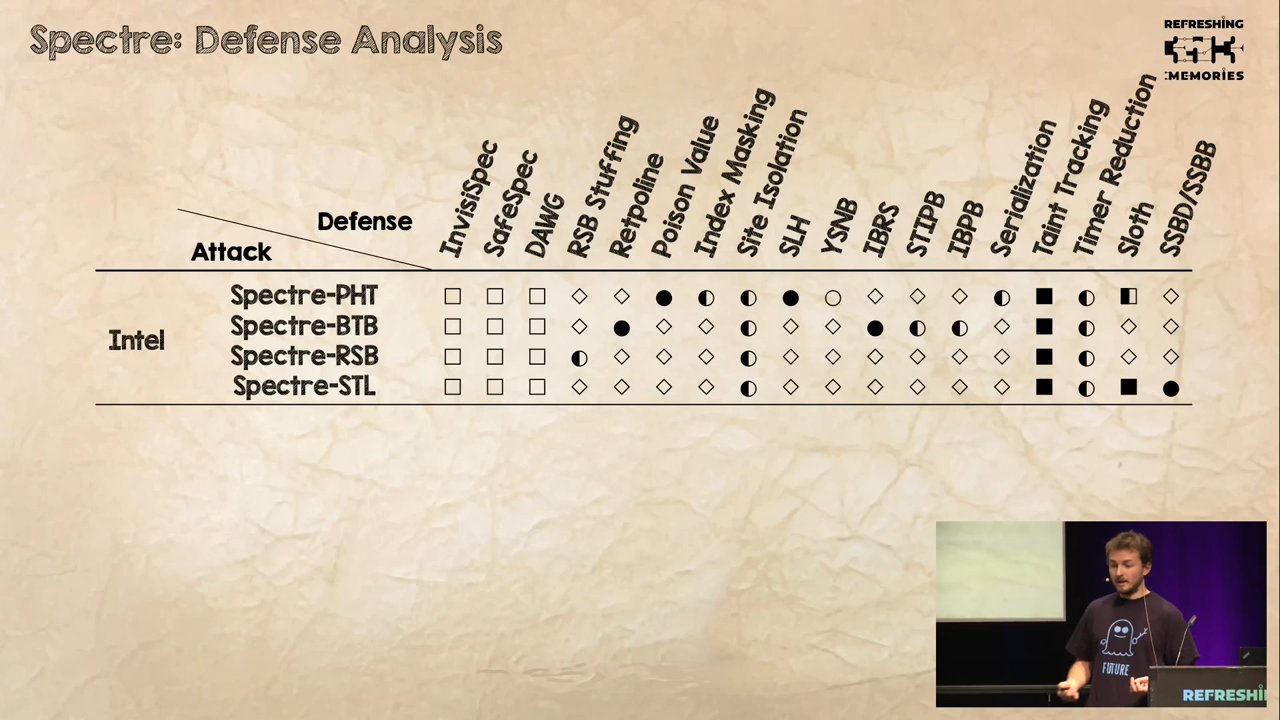 Spectre: Defense Analysis
REFRESHING
:MEMORIES
Defense
Attack
InvisiSpec
SafeSpec
DAWG
RSB Stuffing
Retpoline
Poison Value
Index Masking
Site Isolation
SLH
YSNB
IBRS
STIPB
IBPB
Serialization
Taint Tracking
Timer Reduction
Sloth
SSBD/SSBB
Intel
Spectre-PHT □ □ □ ◇ ◇ ● ◐ ◐ ● ○ ◇ ◇ ◇ ◐ ■ ◐ ◧ ◇
Spectre-BTB □ □ □ ◇ ● ◇ ◇ ◐ ◇ ◇ ● ◐ ◐ ◇ ■ ◐ ◇ ◇
Spectre-RSB □ □ □ ◐ ◇ ◇ ◇ ◐ ◇ ◇ ◇ ◇ ◇ ◇ ■ ◐ ◇ ◇
Spectre-STL □ □ □ ◇ ◇ ◇ ◇ ◐ ◇ ◇ ◇ ◇ ◇ ◇ ■ ◐ ■ ●
FUTURE
REFRESHI